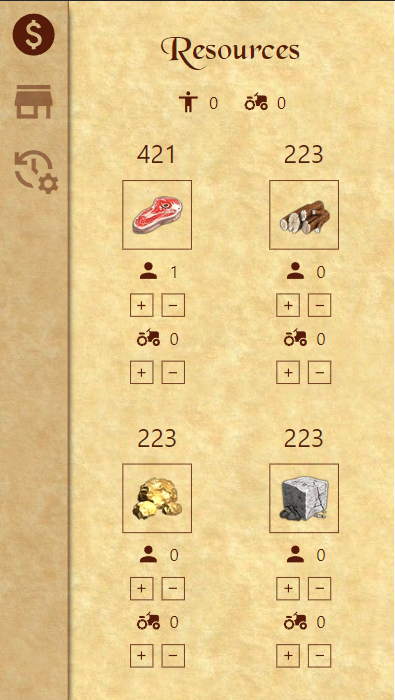 $
Resources
0 0
421 223
1 0
+ − + −
0 0
+ − + −
223 223
0 0
+ − + −
0 0
+ − + −